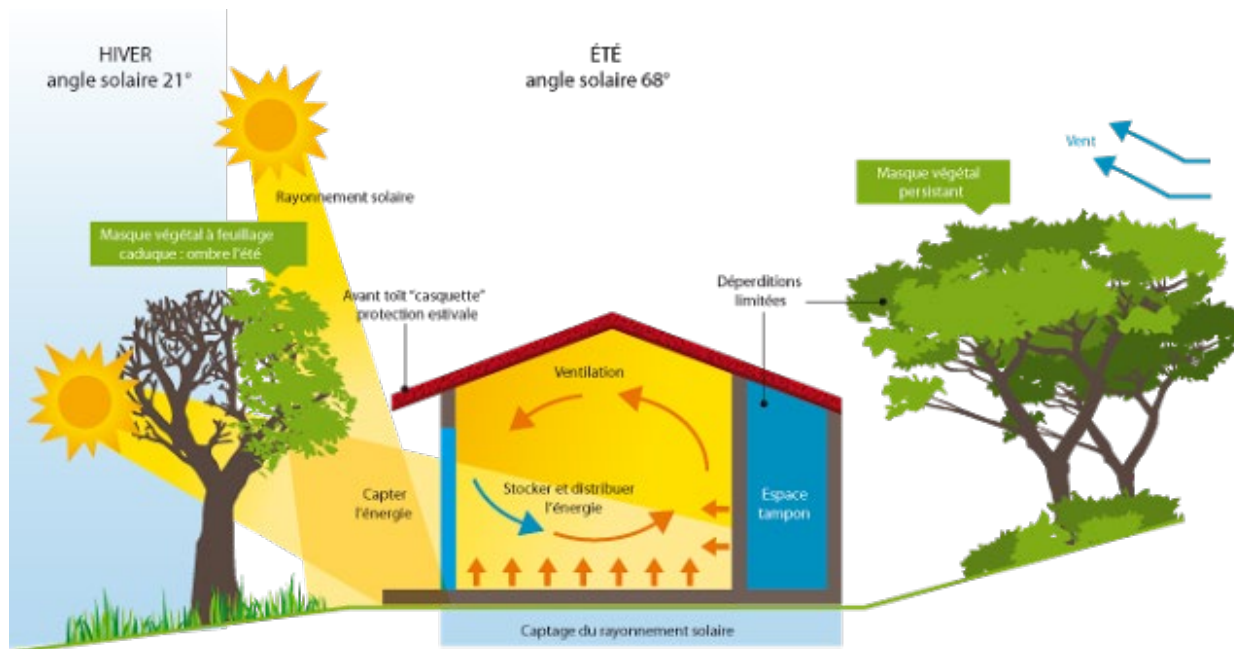 HIVER
angle solaire 21°
ÉTÉ
angle solaire 68°
Vent
Rayonnement solaire
Masque végétal
persistant
Masque végétal à feuillage
caduque : ombre l'été
Avant toît "casquette"
protection estivale
Déperditions
limitées
Ventilation
Capter
l'énergie
Stocker et distribuer
l'énergie
Espace
tampon
Captage du rayonnement solaire